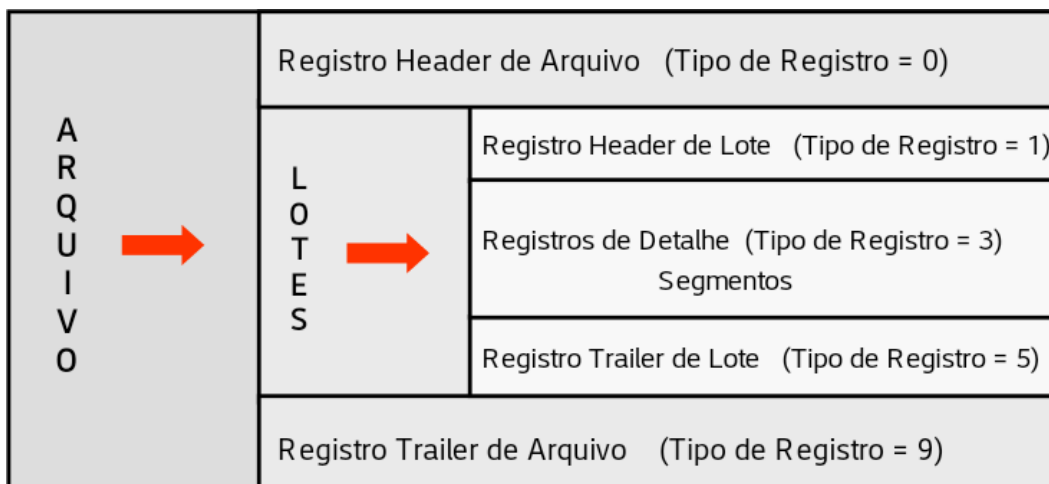 ARQUIVO
Registro Header de Arquivo (Tipo de Registro = 0)
LOTES
Registro Header de Lote (Tipo de Registro = 1)
Registros de Detalhe (Tipo de Registro = 3)
Segmentos
Registro Trailer de Lote (Tipo de Registro = 5)
Registro Trailer de Arquivo (Tipo de Registro = 9)